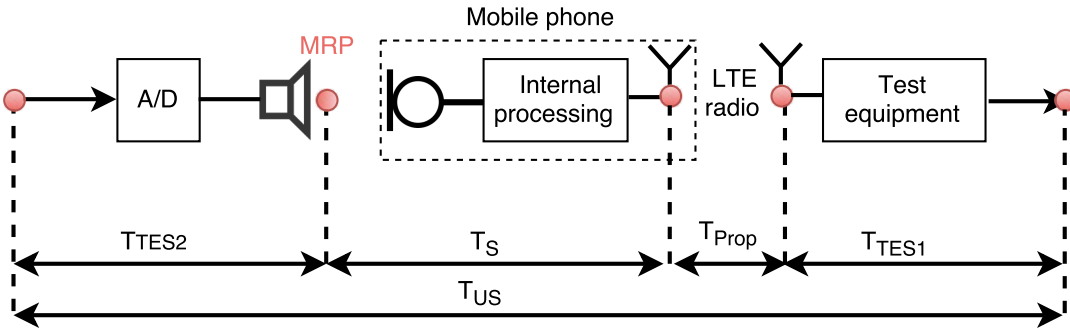 Mobile phone
MRP
A/D
Internal
processing
LTE
radio
Test
equipment
TTES2
TS
TProp
TTES1
TUS